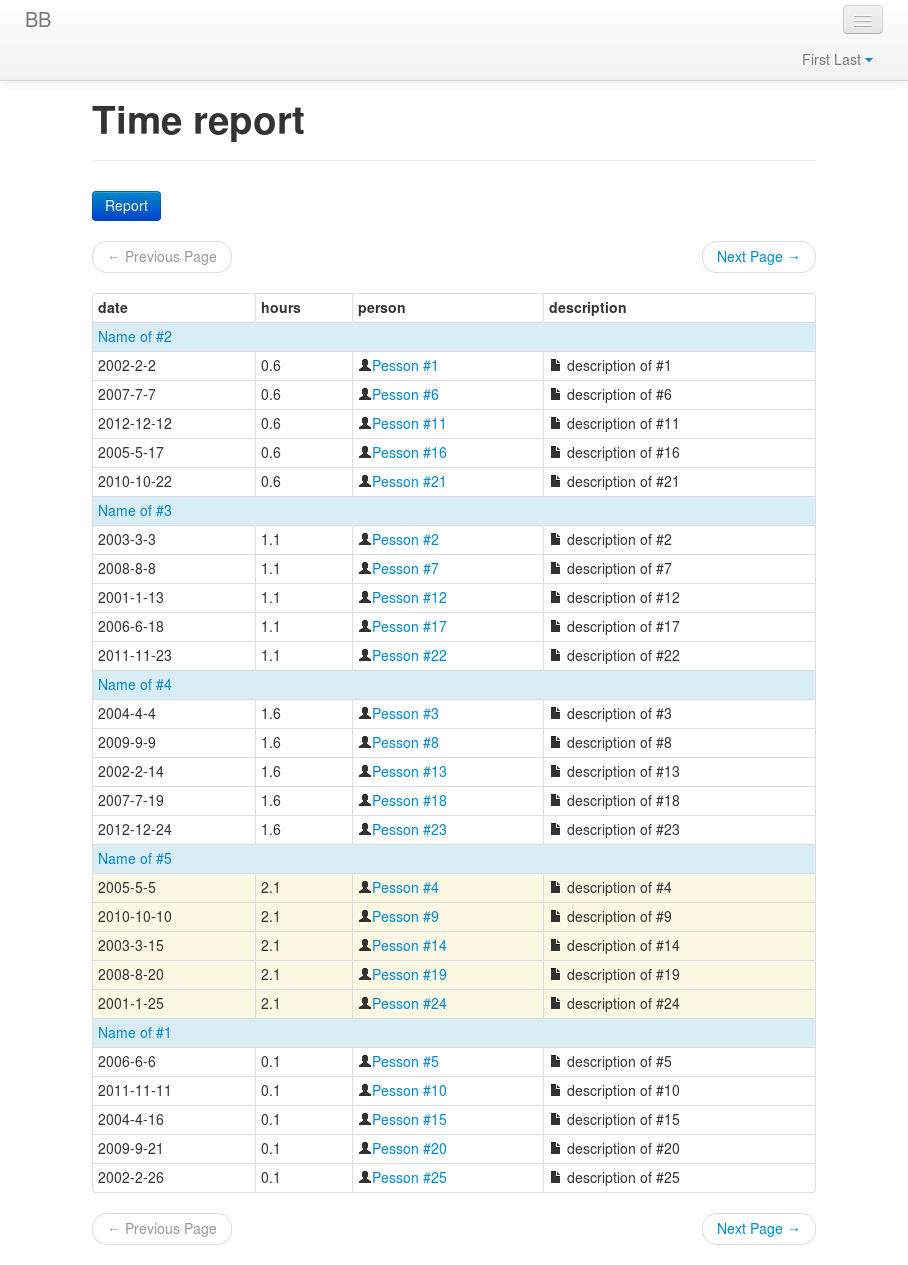 BB
First Last
Time report
Report
← Previous Page Next Page →
date hours person description
Name of #2
2002-2-2 0.6 Pesson #1 description of #1
2007-7-7 0.6 Pesson #6 description of #6
2012-12-12 0.6 Pesson #11 description of #11
2005-5-17 0.6 Pesson #16 description of #16
2010-10-22 0.6 Pesson #21 description of #21
Name of #3
2003-3-3 1.1 Pesson #2 description of #2
2008-8-8 1.1 Pesson #7 description of #7
2001-1-13 1.1 Pesson #12 description of #12
2006-6-18 1.1 Pesson #17 description of #17
2011-11-23 1.1 Pesson #22 description of #22
Name of #4
2004-4-4 1.6 Pesson #3 description of #3
2009-9-9 1.6 Pesson #8 description of #8
2002-2-14 1.6 Pesson #13 description of #13
2007-7-19 1.6 Pesson #18 description of #18
2012-12-24 1.6 Pesson #23 description of #23
Name of #5
2005-5-5 2.1 Pesson #4 description of #4
2010-10-10 2.1 Pesson #9 description of #9
2003-3-15 2.1 Pesson #14 description of #14
2008-8-20 2.1 Pesson #19 description of #19
2001-1-25 2.1 Pesson #24 description of #24
Name of #1
2006-6-6 0.1 Pesson #5 description of #5
2011-11-11 0.1 Pesson #10 description of #10
2004-4-16 0.1 Pesson #15 description of #15
2009-9-21 0.1 Pesson #20 description of #20
2002-2-26 0.1 Pesson #25 description of #25
← Previous Page Next Page →